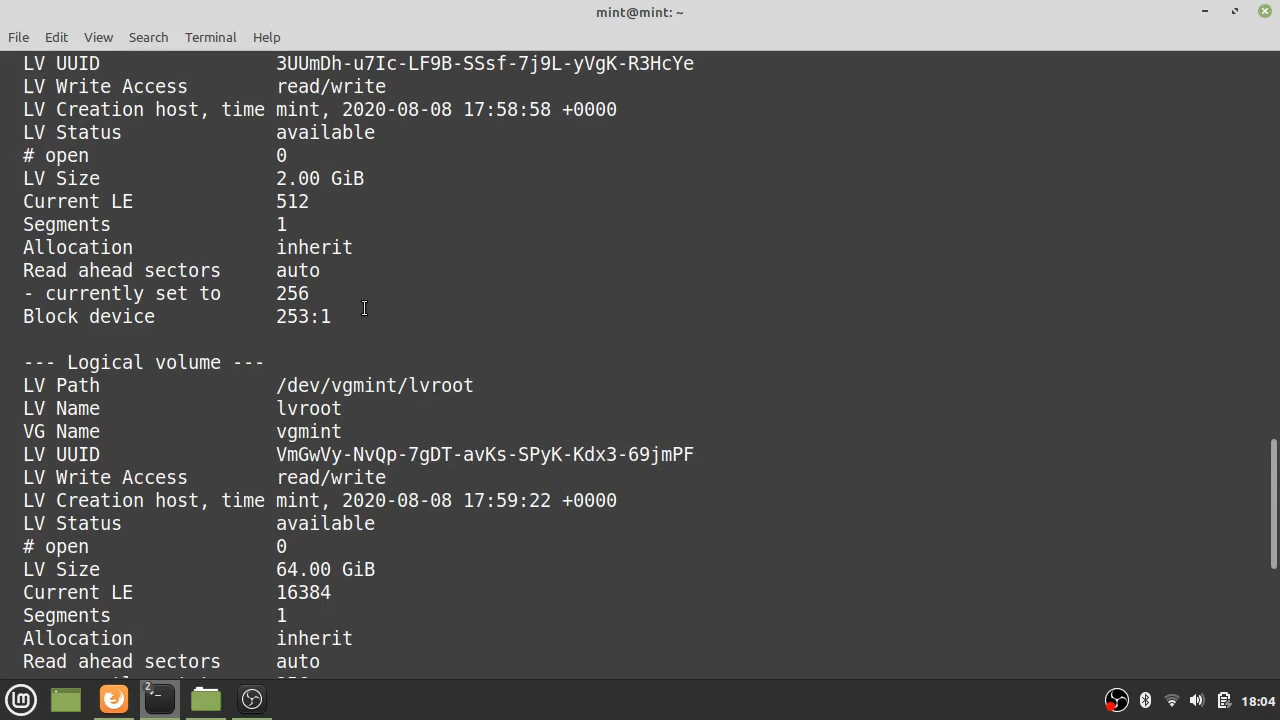 mint@mint: ~
File Edit View Search Terminal Help
LV UUID 3UUmDh-u7Ic-LF9B-SSsf-7j9L-yVgK-R3HcYe
LV Write Access read/write
LV Creation host, time mint, 2020-08-08 17:58:58 +0000
LV Status available
# open 0
LV Size 2.00 GiB
Current LE 512
Segments 1
Allocation inherit
Read ahead sectors auto
- currently set to 256
Block device 253:1
--- Logical volume ---
LV Path /dev/vgmint/lvroot
LV Name lvroot
VG Name vgmint
LV UUID VmGwVy-NvQp-7gDT-avKs-SPyK-Kdx3-69jmPF
LV Write Access read/write
LV Creation host, time mint, 2020-08-08 17:59:22 +0000
LV Status available
# open 0
LV Size 64.00 GiB
Current LE 16384
Segments 1
Allocation inherit
Read ahead sectors auto
2
18:04